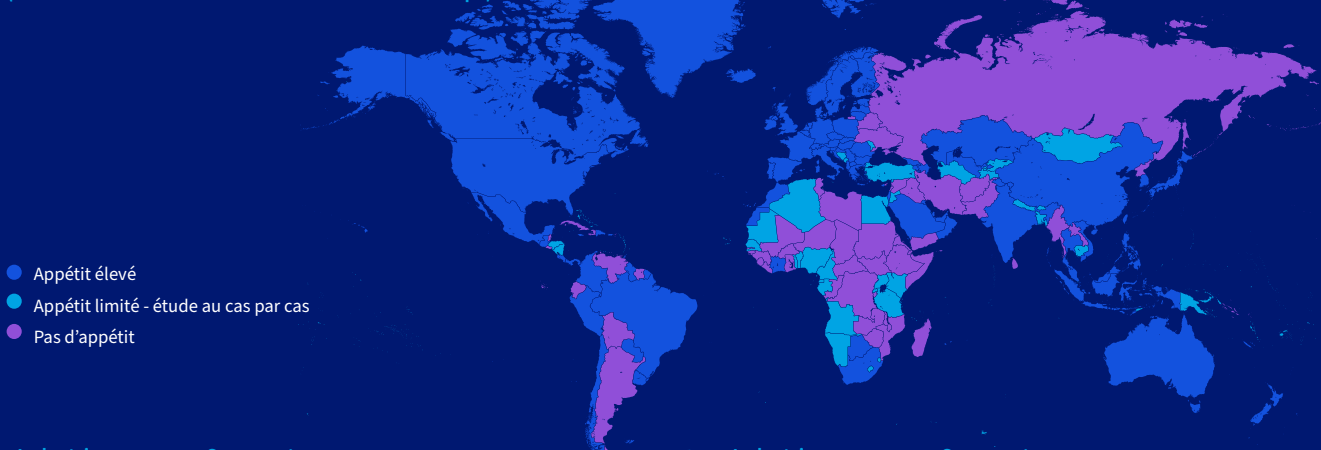 Appétit élevé
Appétit limité - étude au cas par cas
Pas d’appétit